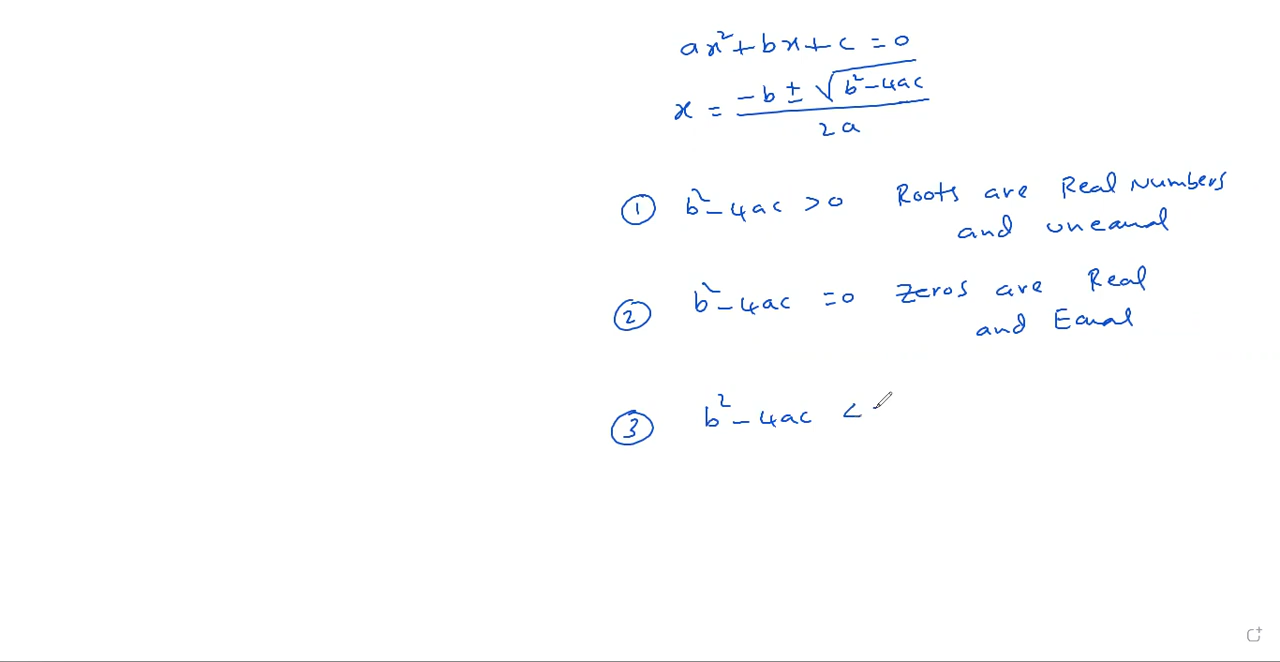 ax²+bx+c=0
x = (-b ± √(b²-4ac)) / 2a
① b²-4ac >0 Roots are Real Numbers
and unequal
② b²-4ac =0 Zeros are Real
and Equal
③ b²-4ac <